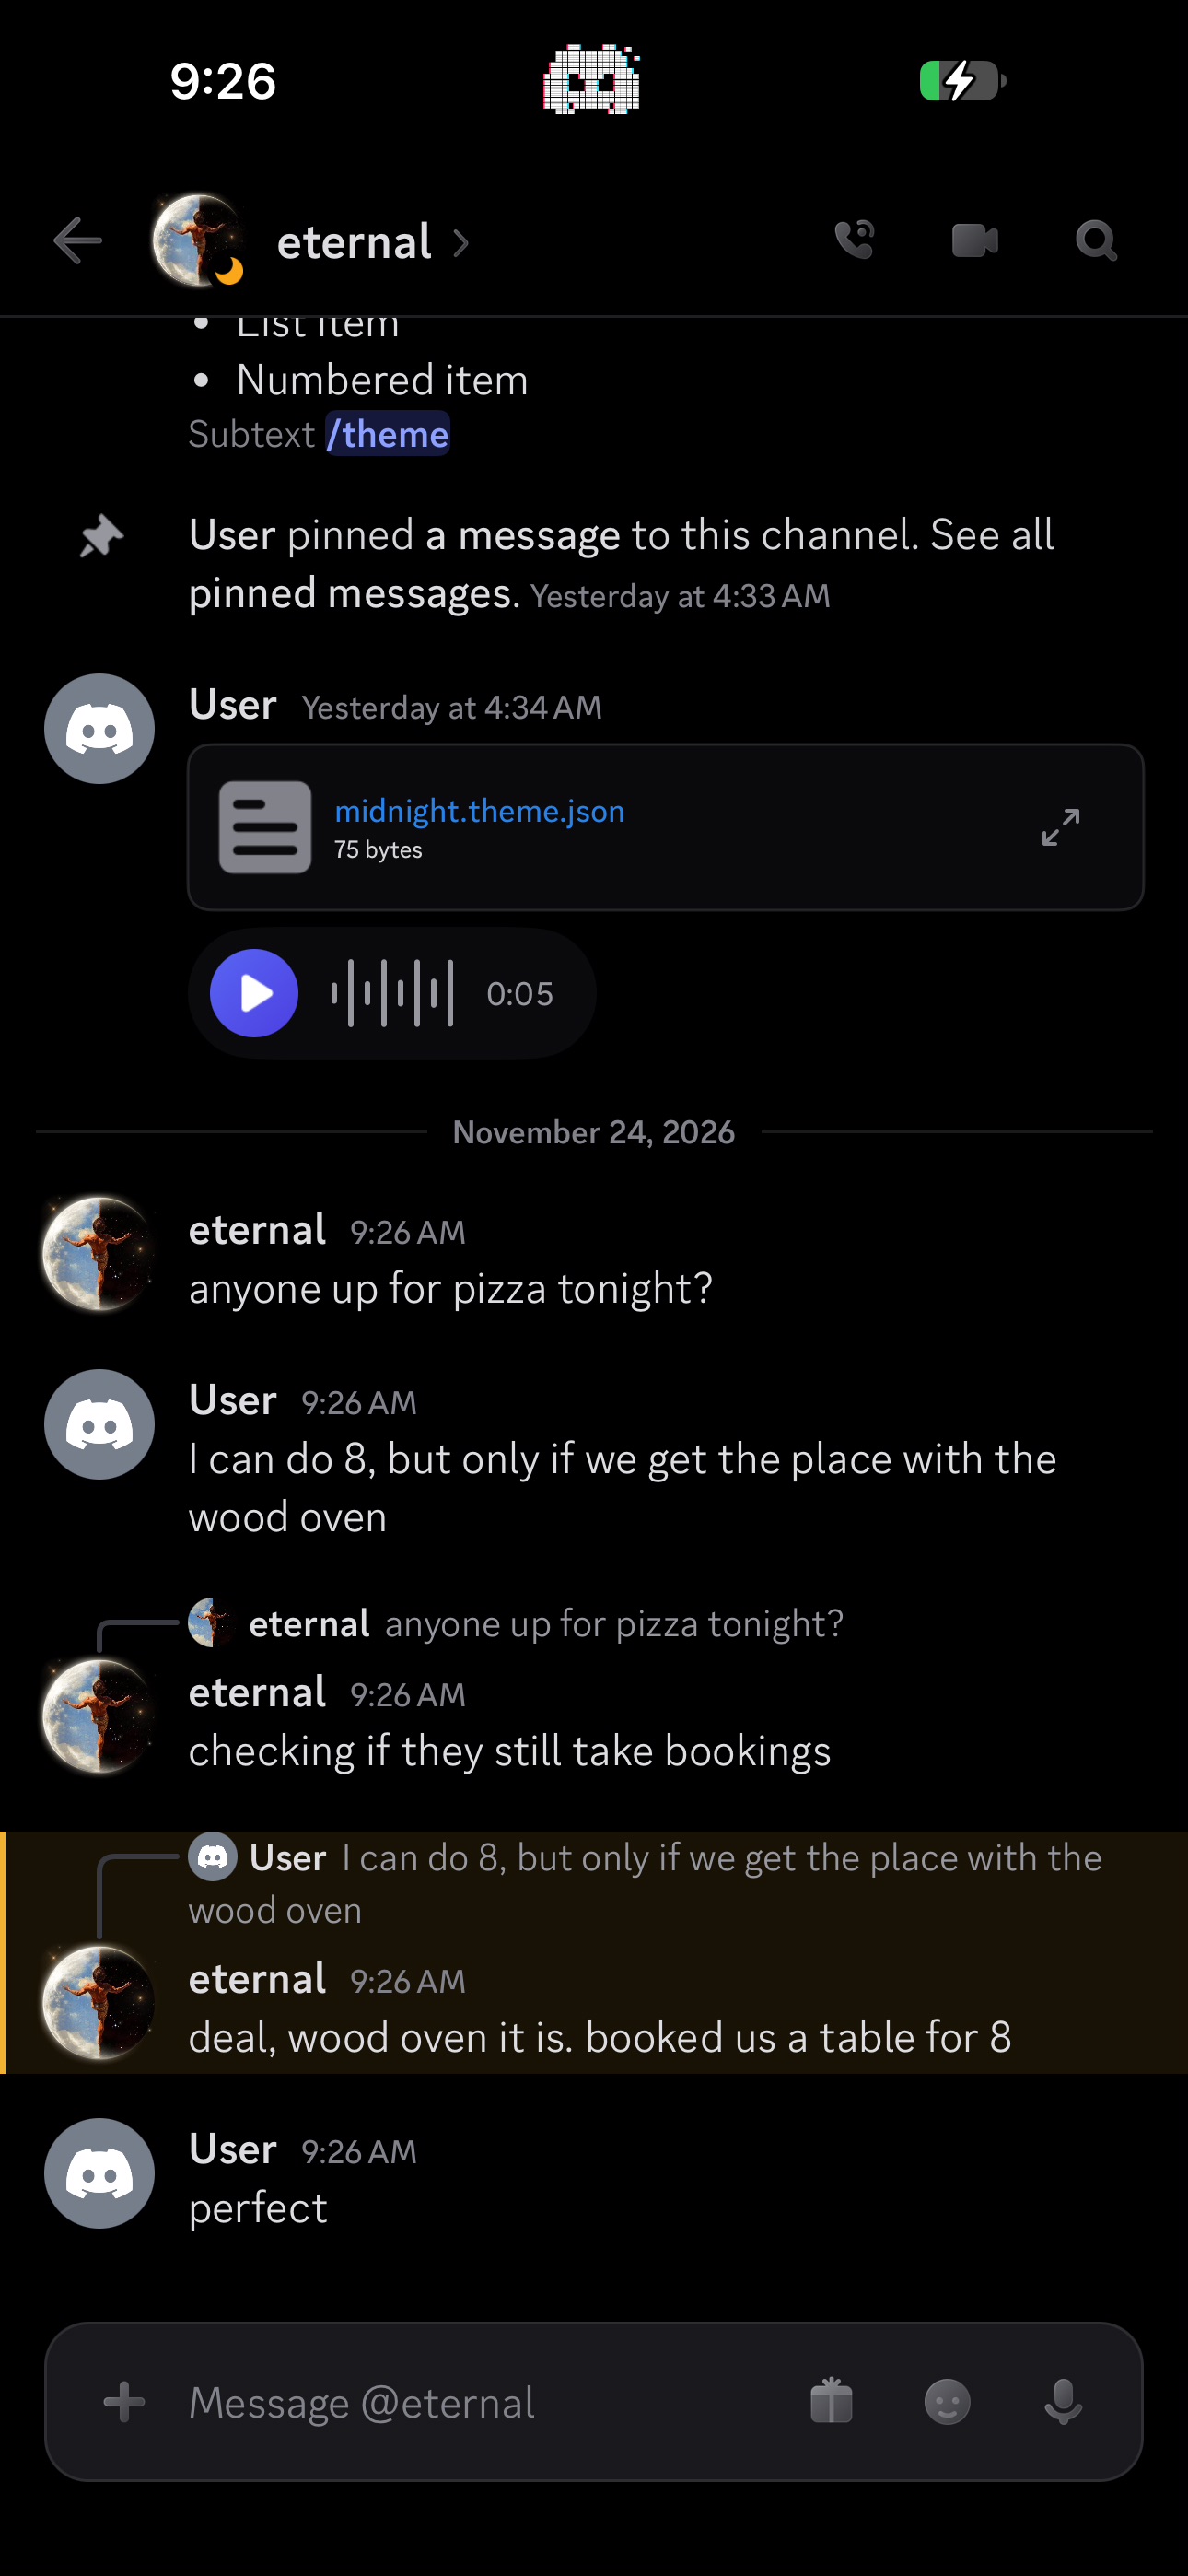 9:26
eternal
List item
Numbered item
Subtext /theme
User pinned a message to this channel. See all
pinned messages. Yesterday at 4:33 AM
User Yesterday at 4:34 AM
midnight.theme.json
75 bytes
0:05
November 24, 2026
eternal 9:26 AM
anyone up for pizza tonight?
User 9:26 AM
I can do 8, but only if we get the place with the
wood oven
eternal anyone up for pizza tonight?
eternal 9:26 AM
checking if they still take bookings
User I can do 8, but only if we get the place with the
wood oven
eternal 9:26 AM
deal, wood oven it is. booked us a table for 8
User 9:26 AM
perfect
Message @eternal